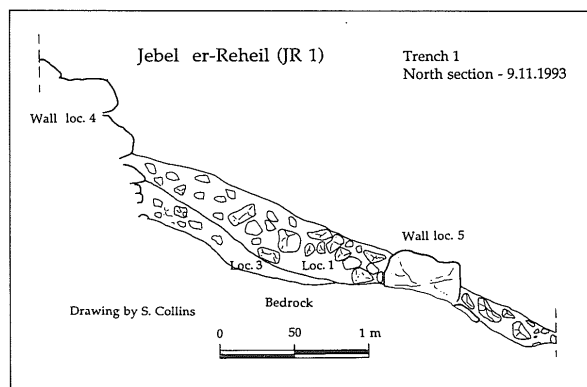 Jebel er-Reheil (JR 1)
Trench 1
North section - 9.11.1993
Wall loc. 4
Wall loc. 5
Loc. 3
Loc. 1
Bedrock
Drawing by S. Collins
0 50 1 m